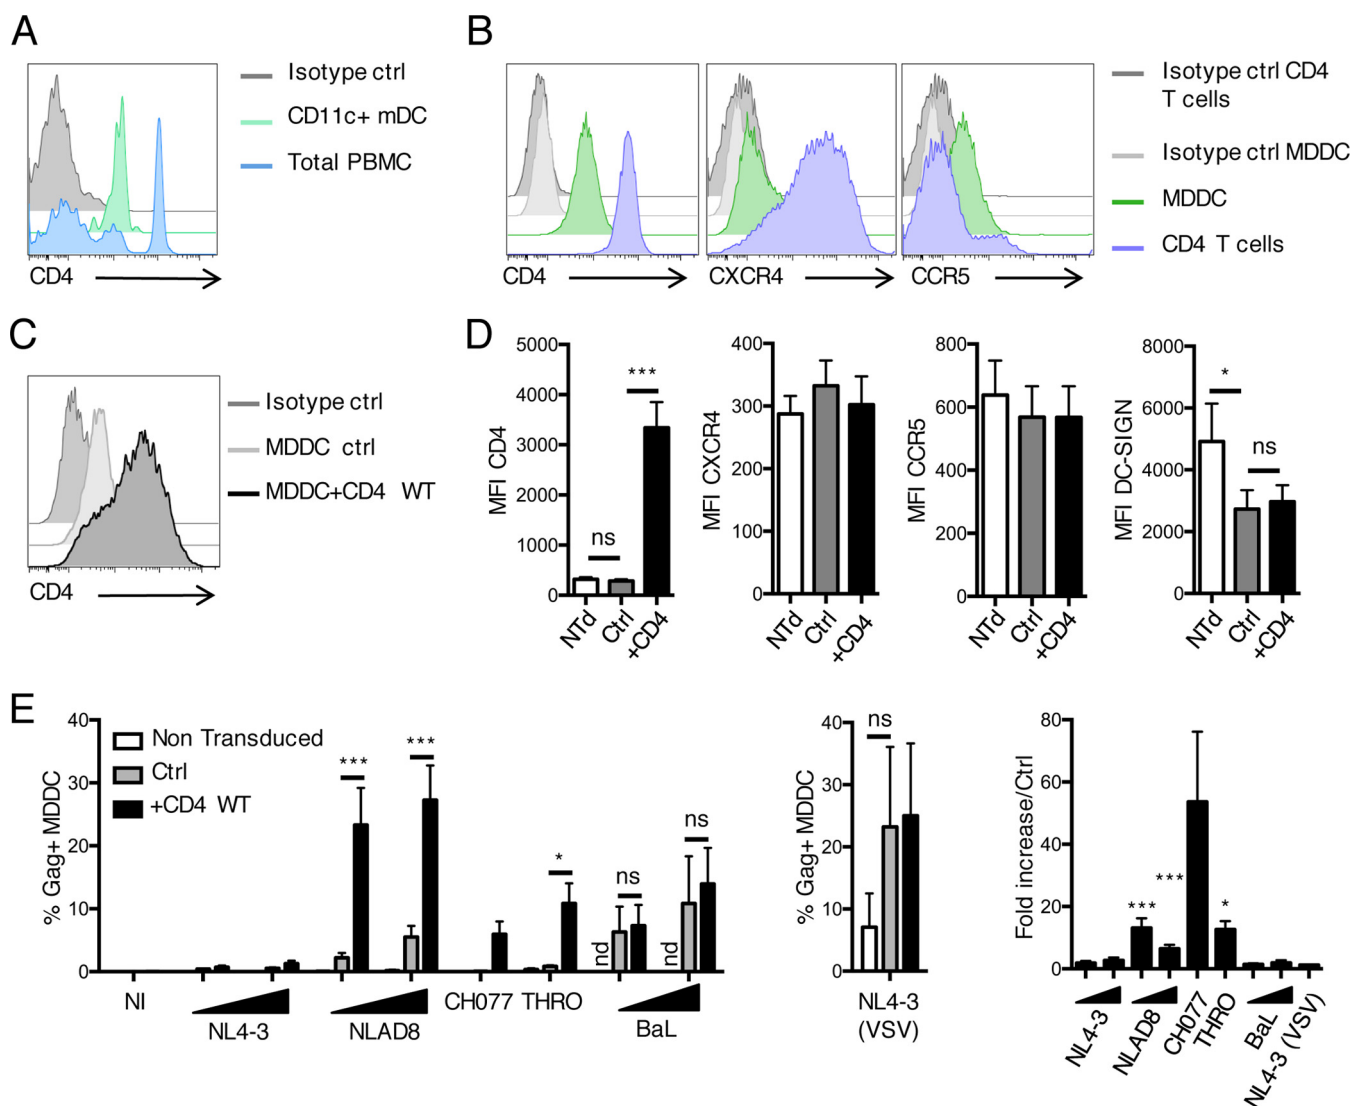 A
Isotype ctrl
CD11c+ mDC
Total PBMC
CD4
B
Isotype ctrl CD4
T cells
Isotype ctrl MDDC
MDDC
CD4 T cells
CD4
CXCR4
CCR5
C
Isotype ctrl
MDDC ctrl
MDDC+CD4 WT
CD4
D
MFI CD4
5000
4000
3000
2000
1000
0
ns
***
NTd
Ctrl
+CD4
MFI CXCR4
400
300
200
100
0
NTd
Ctrl
+CD4
MFI CCR5
800
600
400
200
0
NTd
Ctrl
+CD4
MFI DC-SIGN
8000
6000
4000
2000
0
*
ns
NTd
Ctrl
+CD4
E
% Gag+ MDDC
40
30
20
10
0
Non Transduced
Ctrl
+CD4 WT
***
***
*
ns
ns
nd
nd
NI
NL4-3
NLAD8
CH077 THRO
BaL
% Gag+ MDDC
40
30
20
10
0
ns
NL4-3
(VSV)
Fold increase/Ctrl
80
60
40
20
0
***
***
*
NL4-3
NLAD8
CH077
THRO
BaL
NL4-3 (VSV)